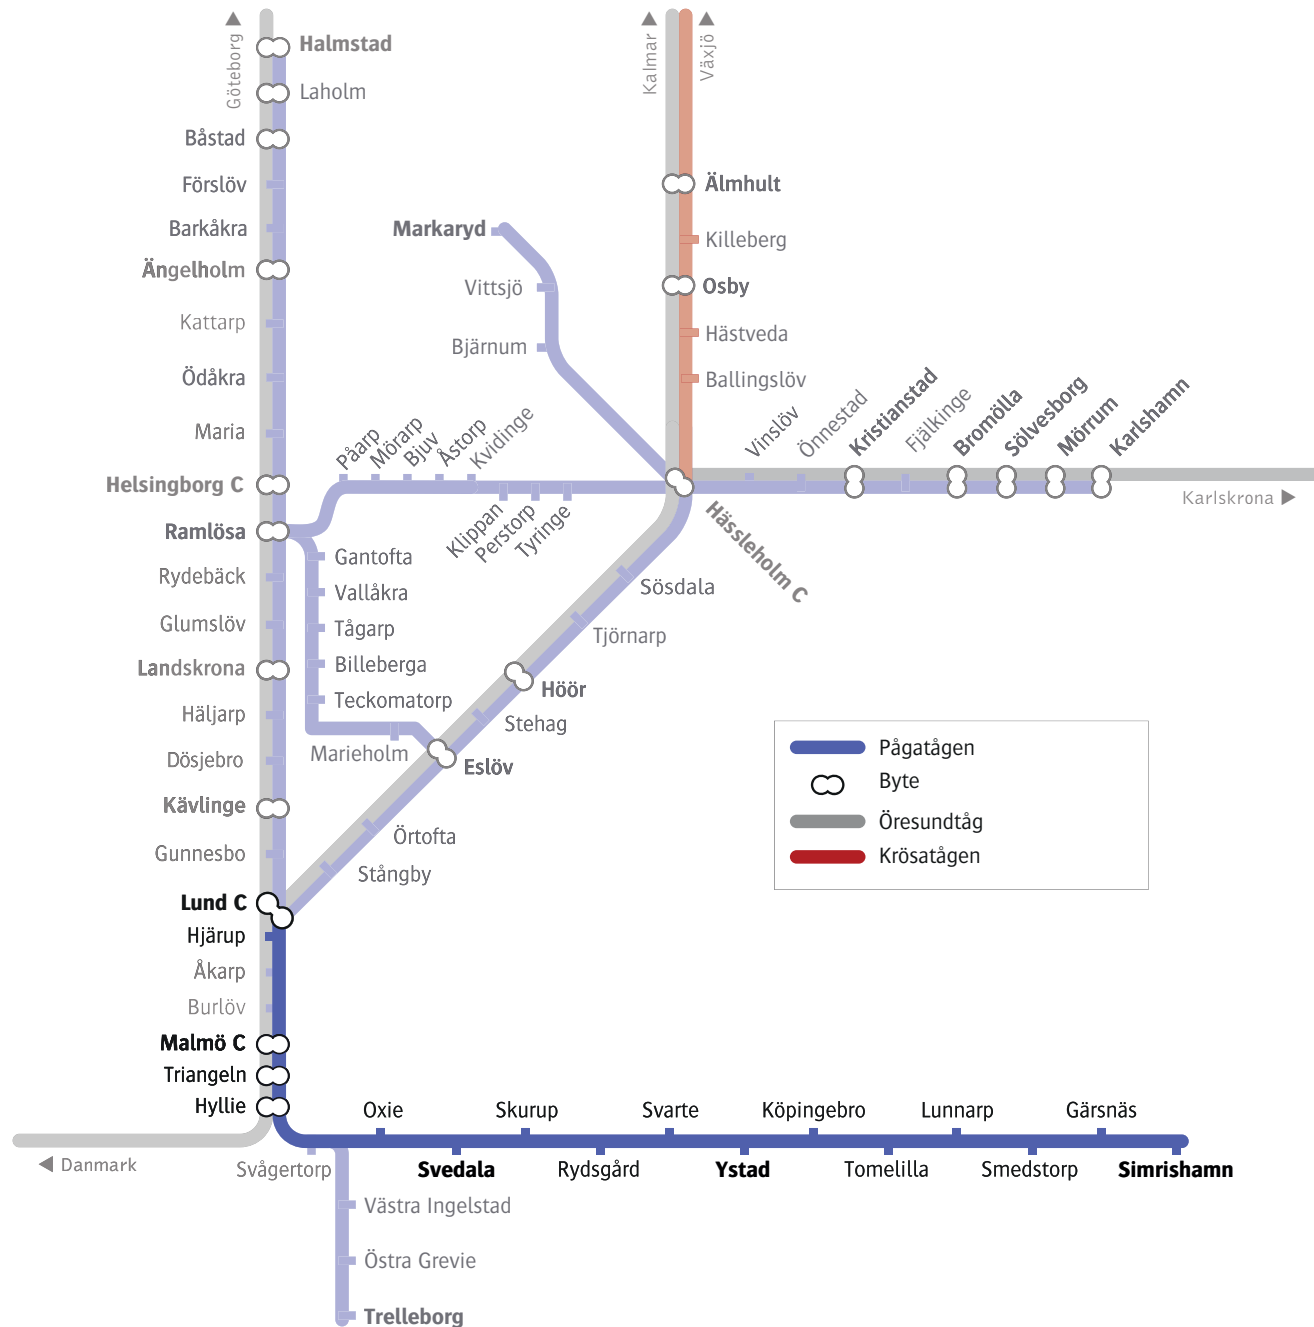 Göteborg
Halmstad
Laholm
Båstad
Förslöv
Barkåkra
Ängelholm
Kattarp
Ödåkra
Maria
Helsingborg C
Ramlösa
Rydebäck
Glumslöv
Landskrona
Häljarp
Dösjebro
Kävlinge
Gunnesbo
Lund C
Hjärup
Åkarp
Burlöv
Malmö C
Triangeln
Hyllie
Danmark
Svågertorp
Markaryd
Vittsjö
Bjärnum
Påarp
Mörarp
Bjuv
Åstorp
Kvidinge
Klippan
Perstorp
Tyringe
Gantofta
Vallåkra
Tågarp
Billeberga
Teckomatorp
Marieholm
Kalmar
Växjö
Älmhult
Killeberg
Osby
Hästveda
Ballingslöv
Vinslöv
Önnestad
Kristianstad
Fjälkinge
Bromölla
Sölvesborg
Mörrum
Karlshamn
Karlskrona
Hässleholm C
Sösdala
Tjörnarp
Höör
Stehag
Eslöv
Örtofta
Stångby
Pågatågen
Byte
Öresundtåg
Krösatågen
Oxie
Skurup
Svarte
Köpingebro
Lunnarp
Gärsnäs
Svedala
Rydsgård
Ystad
Tomelilla
Smedstorp
Simrishamn
Västra Ingelstad
Östra Grevie
Trelleborg